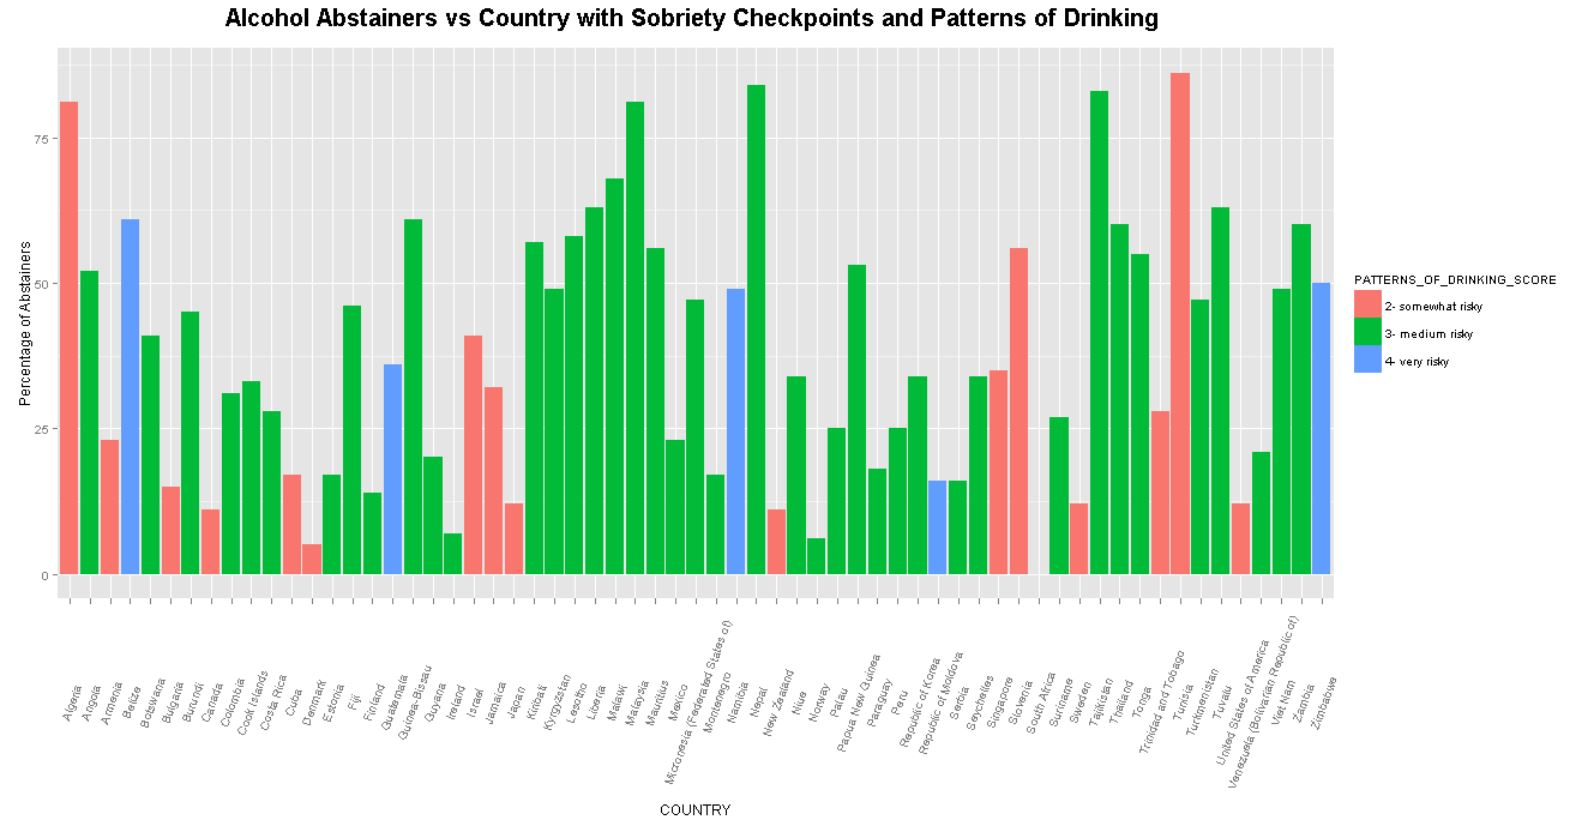 Alcohol Abstainers vs Country with Sobriety Checkpoints and Patterns of Drinking
Percentage of Abstainers
75
50
25
0
PATTERNS_OF_DRINKING_SCORE
2- somewhat risky
3- medium risky
4- very risky
Algeria
Angola
Armenia
Belize
Botswana
Bulgaria
Burundi
Canada
Colombia
Cook Islands
Costa Rica
Cuba
Denmark
Estonia
Fiji
Finland
Guatemala
Guinea-Bissau
Guyana
Ireland
Israel
Jamaica
Japan
Kiribati
Kyrgyzstan
Lesotho
Liberia
Malawi
Malaysia
Mauritius
Mexico
Micronesia (Federated States of)
Montenegro
Namibia
Nepal
New Zealand
Niue
Norway
Palau
Papua New Guinea
Paraguay
Peru
Republic of Korea
Republic of Moldova
Serbia
Seychelles
Singapore
Slovenia
South Africa
Suriname
Sweden
Tajikistan
Thailand
Tonga
Trinidad and Tobago
Tunisia
Turkmenistan
Tuvalu
United States of America
Venezuela (Bolivarian Republic of)
Viet Nam
Zambia
Zimbabwe
COUNTRY